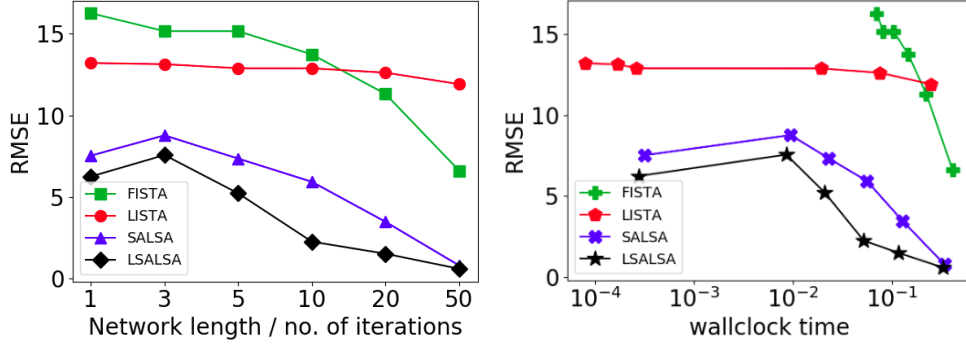 RMSE
15
10
5
0
FISTA
LISTA
SALSA
LSALSA
1 3 5 10 20 50
Network length / no. of iterations
RMSE
15
10
5
0
FISTA
LISTA
SALSA
LSALSA
10⁻⁴ 10⁻³ 10⁻² 10⁻¹
wallclock time